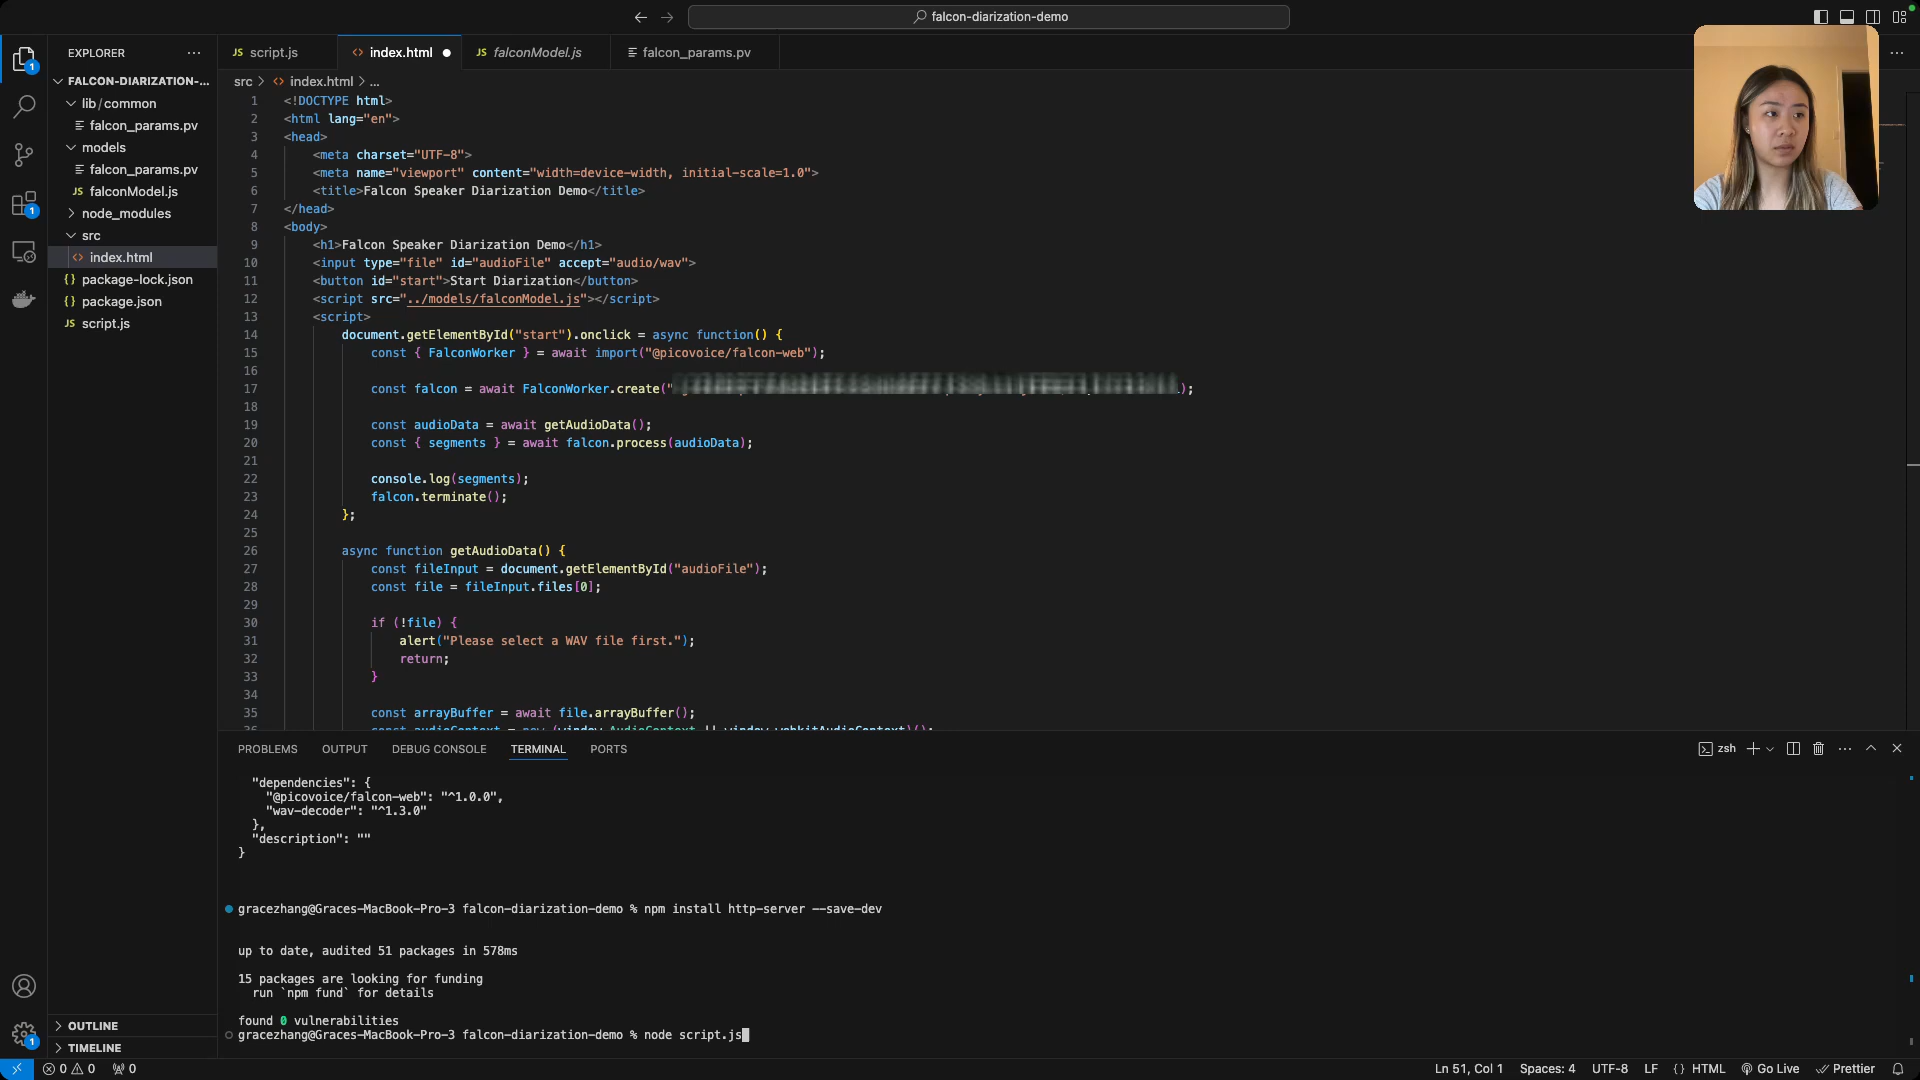 falcon-diarization-demo
EXPLORER
FALCON-DIARIZATION-...
lib/common
falcon_params.pv
models
falcon_params.pv
JS falconModel.js
node_modules
src
<> index.html
{} package-lock.json
{} package.json
JS script.js
OUTLINE
TIMELINE
JS script.js
<> index.html
JS falconModel.js
falcon_params.pv
src > <> index.html > ...
1 <!DOCTYPE html>
2 <html lang="en">
3 <head>
4 <meta charset="UTF-8">
5 <meta name="viewport" content="width=device-width, initial-scale=1.0">
6 <title>Falcon Speaker Diarization Demo</title>
7 </head>
8 <body>
9 <h1>Falcon Speaker Diarization Demo</h1>
10 <input type="file" id="audioFile" accept="audio/wav">
11 <button id="start">Start Diarization</button>
12 <script src="../models/falconModel.js"></script>
13 <script>
14 document.getElementById("start").onclick = async function() {
15 const { FalconWorker } = await import("@picovoice/falcon-web");
16
17 const falcon = await FalconWorker.create(" );
18
19 const audioData = await getAudioData();
20 const { segments } = await falcon.process(audioData);
21
22 console.log(segments);
23 falcon.terminate();
24 };
25
26 async function getAudioData() {
27 const fileInput = document.getElementById("audioFile");
28 const file = fileInput.files[0];
29
30 if (!file) {
31 alert("Please select a WAV file first.");
32 return;
33 }
34
35 const arrayBuffer = await file.arrayBuffer();
36 const audioContext = new (window.AudioContext || window.webkitAudioContext)();
PROBLEMS OUTPUT DEBUG CONSOLE TERMINAL PORTS
zsh
"dependencies": {
"@picovoice/falcon-web": "^1.0.0",
"wav-decoder": "^1.3.0"
},
"description": ""
}
gracezhang@Graces-MacBook-Pro-3 falcon-diarization-demo % npm install http-server --save-dev
up to date, audited 51 packages in 578ms
15 packages are looking for funding
run `npm fund` for details
found 0 vulnerabilities
gracezhang@Graces-MacBook-Pro-3 falcon-diarization-demo % node script.js
1
1
1
0 0 0
Ln 51, Col 1 Spaces: 4 UTF-8 LF {} HTML Go Live Prettier